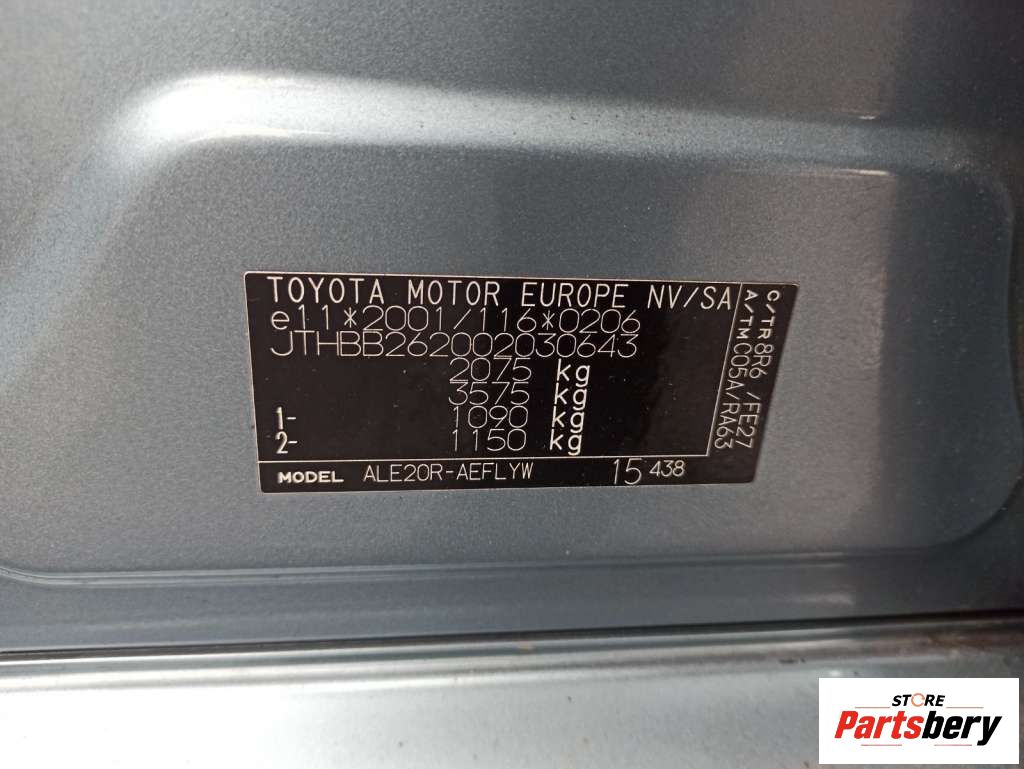 TOYOTA MOTOR EUROPE NV/SA
e11*2001/116*0206
JTHBB262002030643
2075 kg
3575 kg
1- 1090 kg
2- 1150 kg
MODEL ALE20R-AEFLYW 15 438
C/TR 8R6 /FE27
A/TM C05A/RA63
STORE
Partsbery